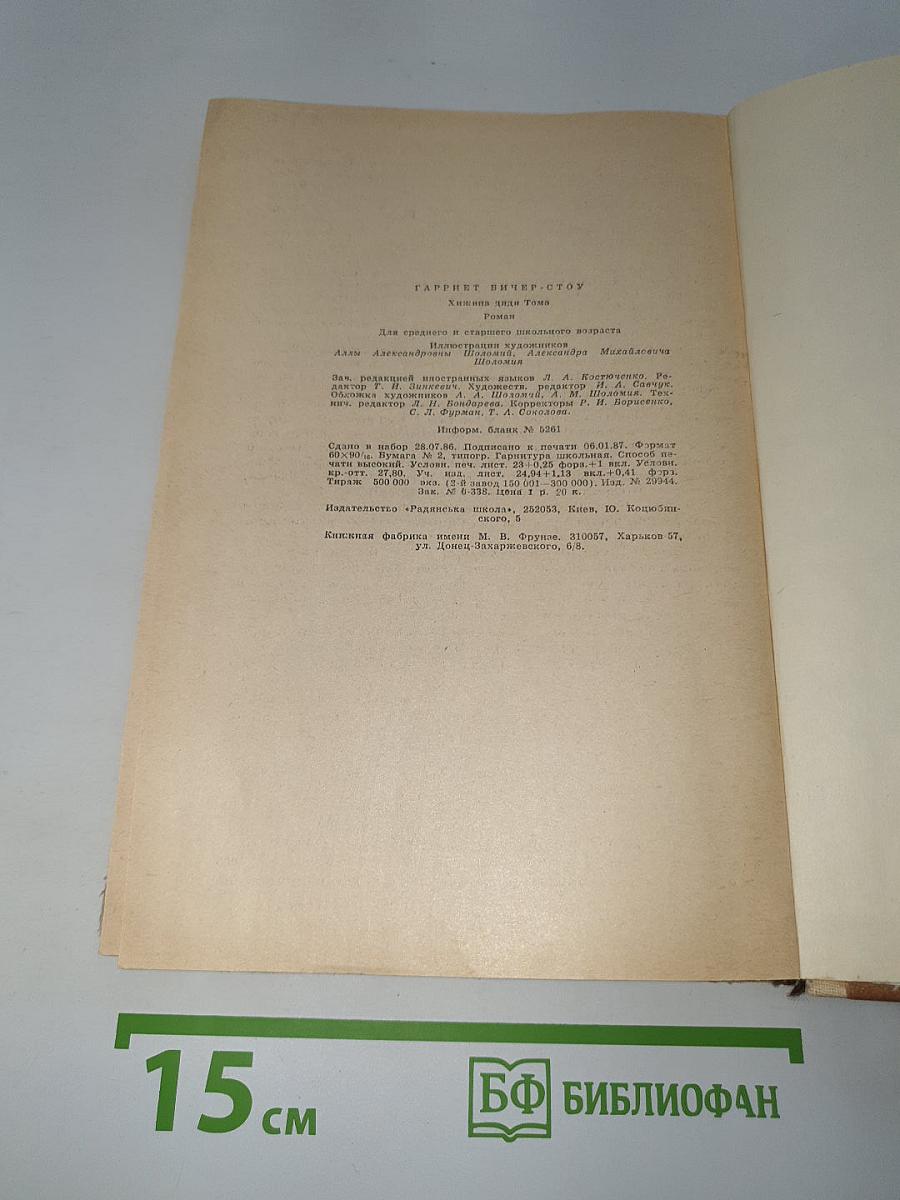 ГАРРИЕТ БИЧЕР-СТОУ
Хижина дяди Тома
Роман
Для среднего и старшего школьного возраста
Иллюстрации художников
Аллы Александровны Шоломий, Александра Михайловича
Шоломия
Зав. редакцией иностранных языков Л. А. Костюченко. Ре-
дактор Т. И. Зинкевич. Художеств. редактор И. А. Савчук.
Обложка художников А. А. Шоломий, А. М. Шоломия. Тех-
нич. редактор Л. Н. Бондарева. Корректоры Р. И. Борисенко,
С. Л. Фурман, Т. А. Соколова.
Информ. бланк № 5261
Сдано в набор 28.07.86. Подписано к печати 06.01.87. Формат
60×90/16. Бумага № 2, типогр. Гарнитура школьная. Способ пе-
чати высокий. Условн. печ. лист. 23+0,25 форз.+1 вкл. Условн.
кр.-отт. 27,80. Уч. изд. лист. 24,94+1,13 вкл.+0,41 форз.
Тираж 500 000 экз. (2-й завод 150 001—300 000). Изд. № 29944.
Зак. № 6-338. Цена 1 р. 20 к.
Издательство «Радянська школа», 252053, Киев, Ю. Коцюбин-
ского, 5
Книжная фабрика имени М. В. Фрунзе. 310057, Харьков-57,
ул. Донец-Захаржевского, 6/8.
15 см
БФ БИБЛИОФАН